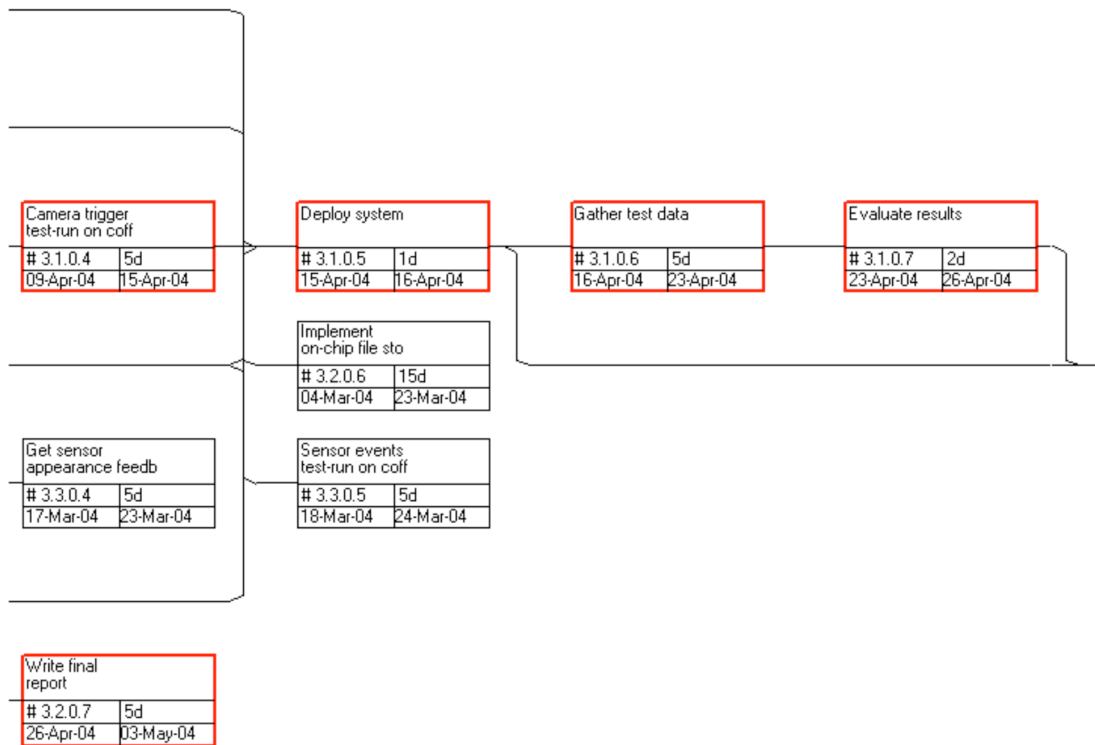 Camera trigger
test-run on coff
# 3.1.0.4 5d
09-Apr-04 15-Apr-04
Deploy system
# 3.1.0.5 1d
15-Apr-04 16-Apr-04
Gather test data
# 3.1.0.6 5d
16-Apr-04 23-Apr-04
Evaluate results
# 3.1.0.7 2d
23-Apr-04 26-Apr-04
Implement
on-chip file sto
# 3.2.0.6 15d
04-Mar-04 23-Mar-04
Get sensor
appearance feedb
# 3.3.0.4 5d
17-Mar-04 23-Mar-04
Sensor events
test-run on coff
# 3.3.0.5 5d
18-Mar-04 24-Mar-04
Write final
report
# 3.2.0.7 5d
26-Apr-04 03-May-04